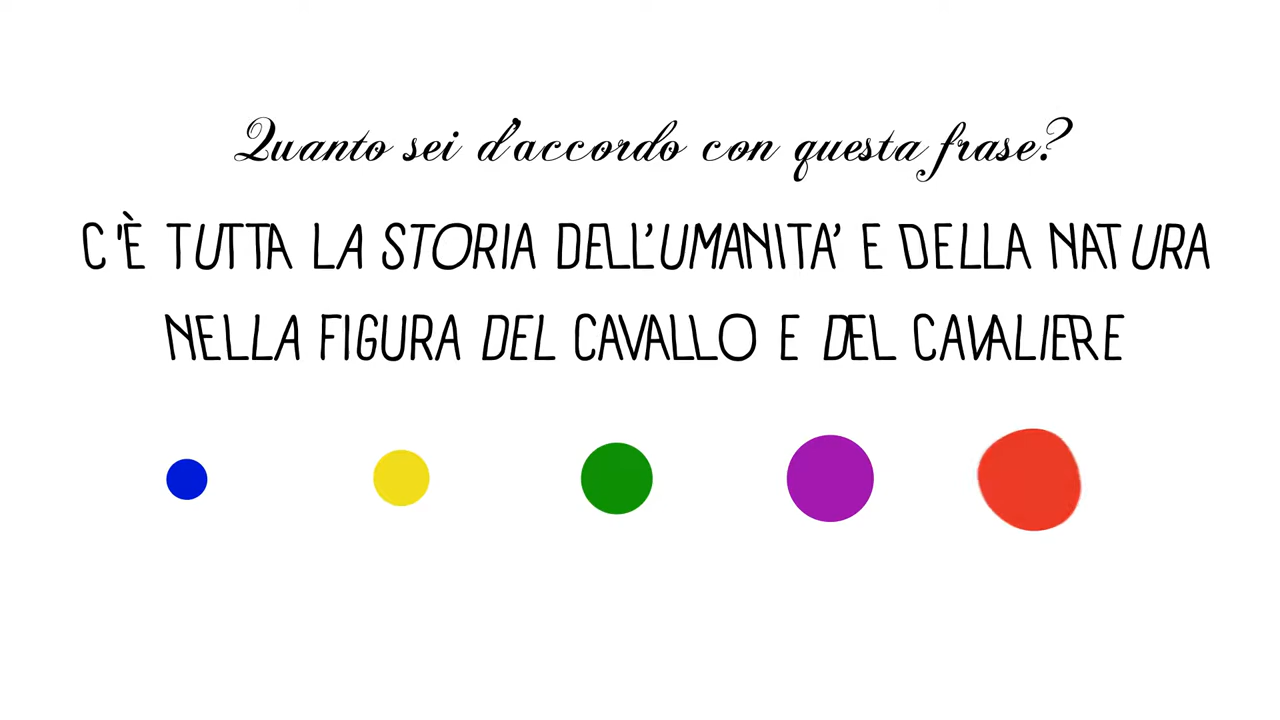 Quanto sei d'accordo con questa frase?
C'È TUTTA LA STORIA DELL'UMANITA' E DELLA NATURA
NELLA FIGURA DEL CAVALLO E DEL CAVALIERE